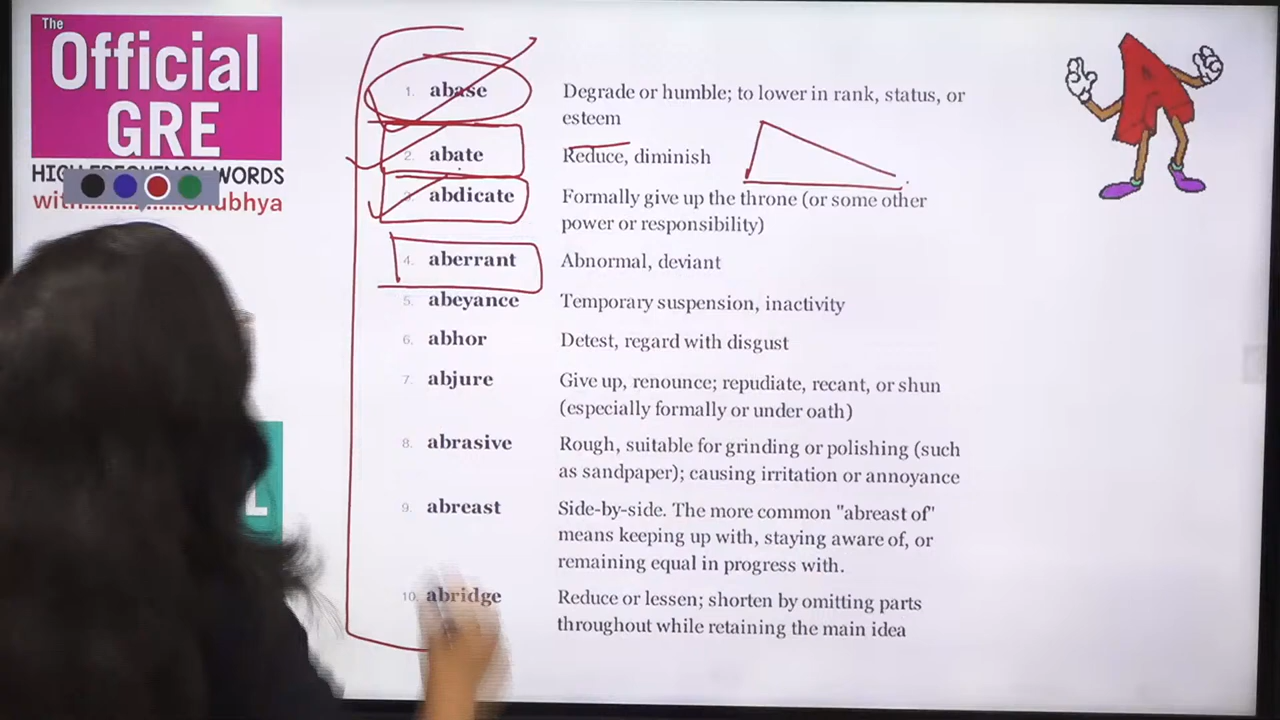 The
Official
GRE
HIGH FREQUENCY WORDS
with..................Shubhya
1. abase Degrade or humble; to lower in rank, status, or
esteem
2. abate Reduce, diminish
3. abdicate Formally give up the throne (or some other
power or responsibility)
4. aberrant Abnormal, deviant
5. abeyance Temporary suspension, inactivity
6. abhor Detest, regard with disgust
7. abjure Give up, renounce; repudiate, recant, or shun
(especially formally or under oath)
8. abrasive Rough, suitable for grinding or polishing (such
as sandpaper); causing irritation or annoyance
9. abreast Side-by-side. The more common "abreast of"
means keeping up with, staying aware of, or
remaining equal in progress with.
10. abridge Reduce or lessen; shorten by omitting parts
throughout while retaining the main idea